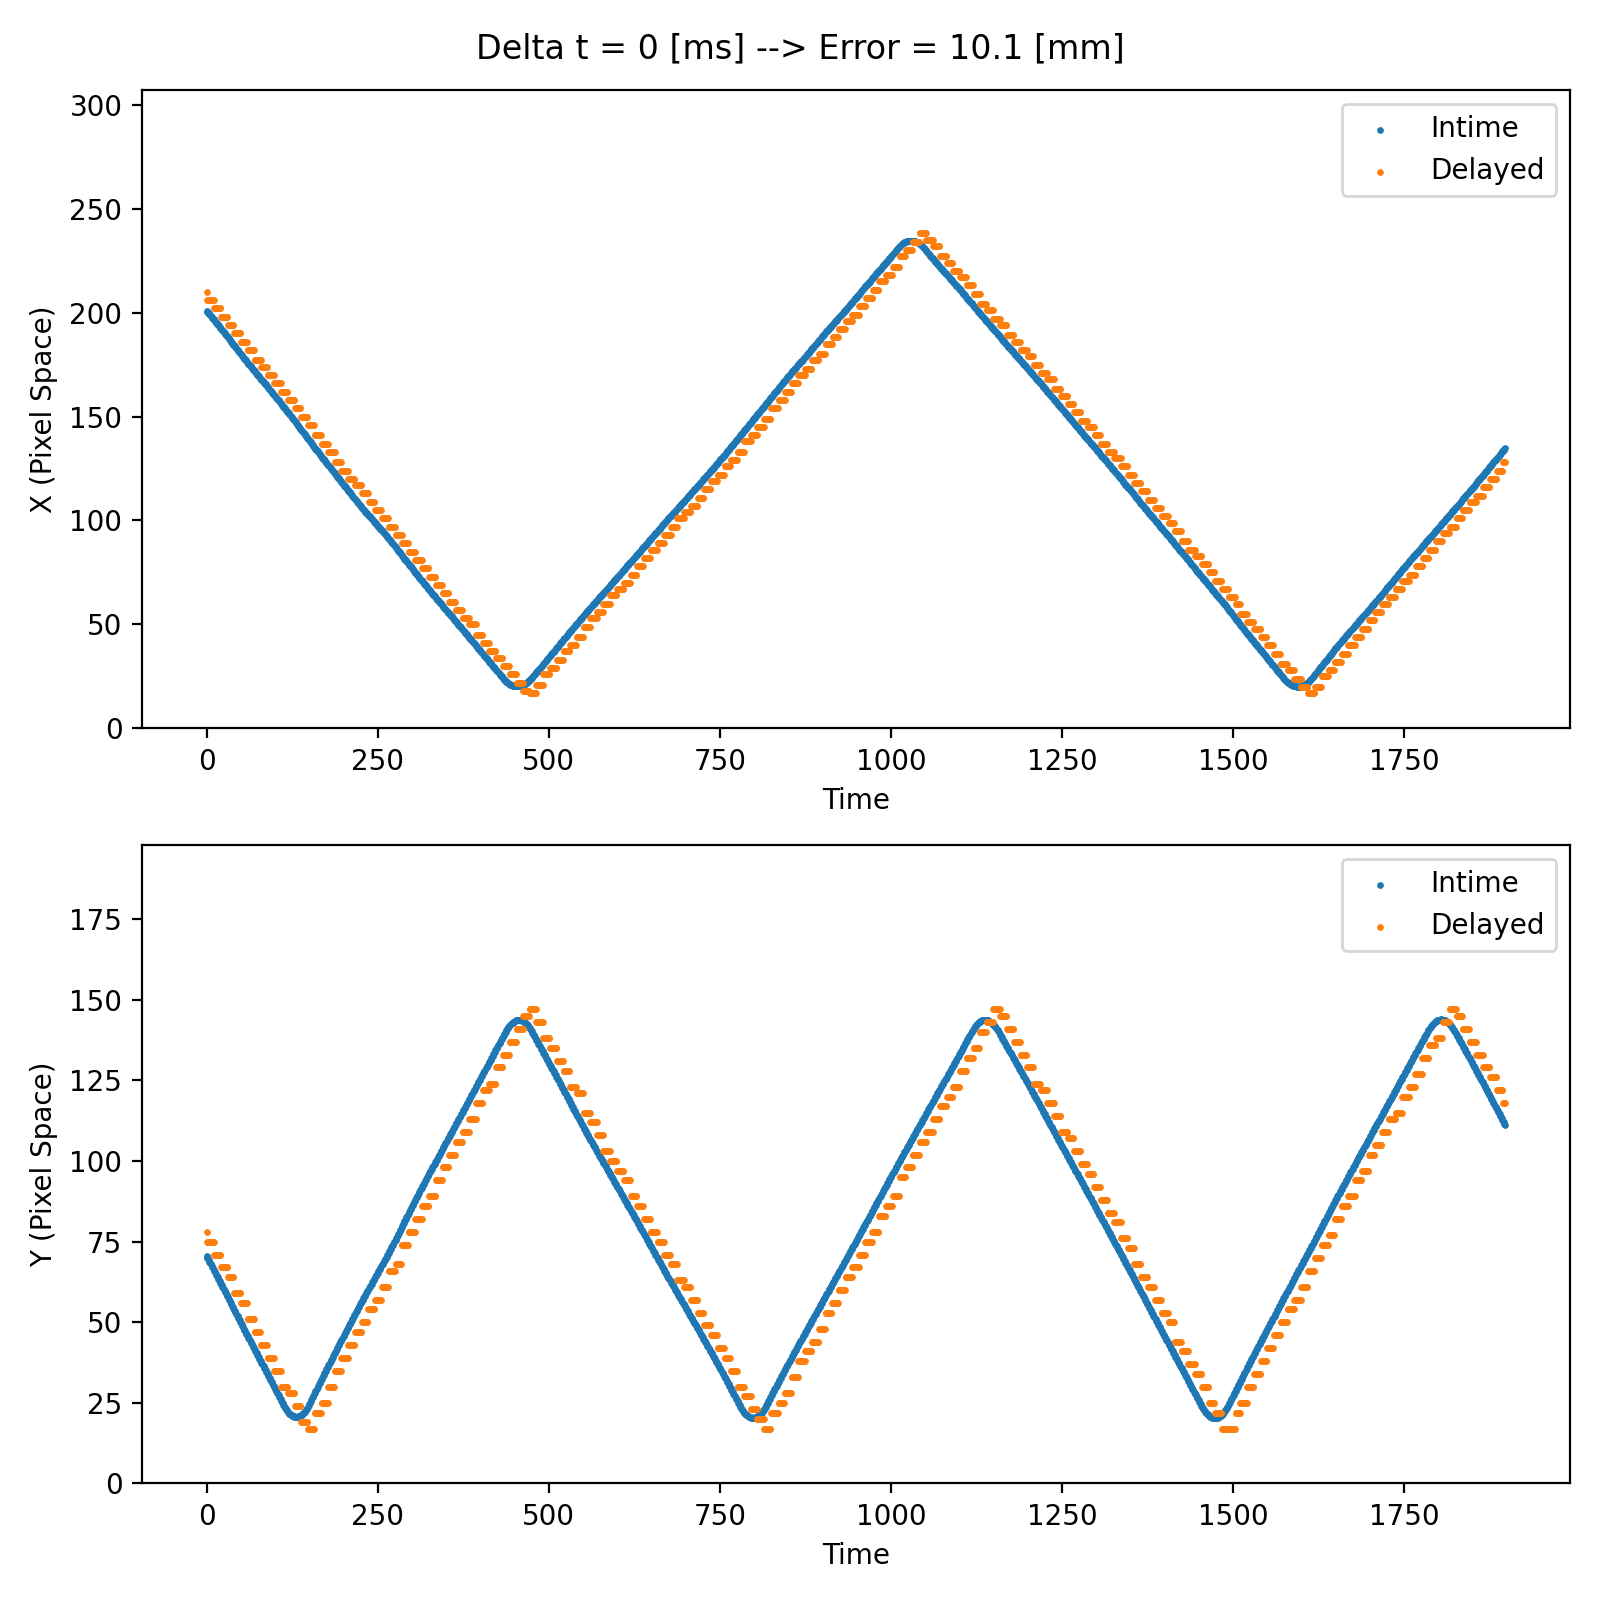 Delta t = 0 [ms] --> Error = 10.1 [mm]
300
250
200
150
100
50
0
X (Pixel Space)
Intime
Delayed
0 250 500 750 1000 1250 1500 1750
Time
175
150
125
100
75
50
25
0
Y (Pixel Space)
Intime
Delayed
0 250 500 750 1000 1250 1500 1750
Time